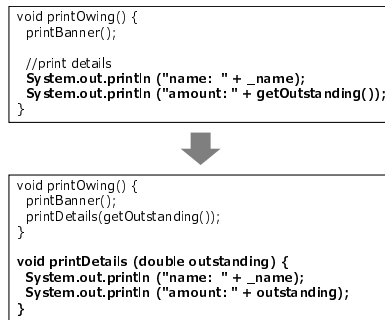 void printOwing() {
printBanner();
//print details
System.out.println ("name:  " + _name);
System.out.println ("amount: " + getOutstanding());
}
void printOwing() {
printBanner();
printDetails(getOutstanding());
}
void printDetails (double outstanding) {
System.out.println ("name:  " + _name);
System.out.println ("amount: " + outstanding);
}